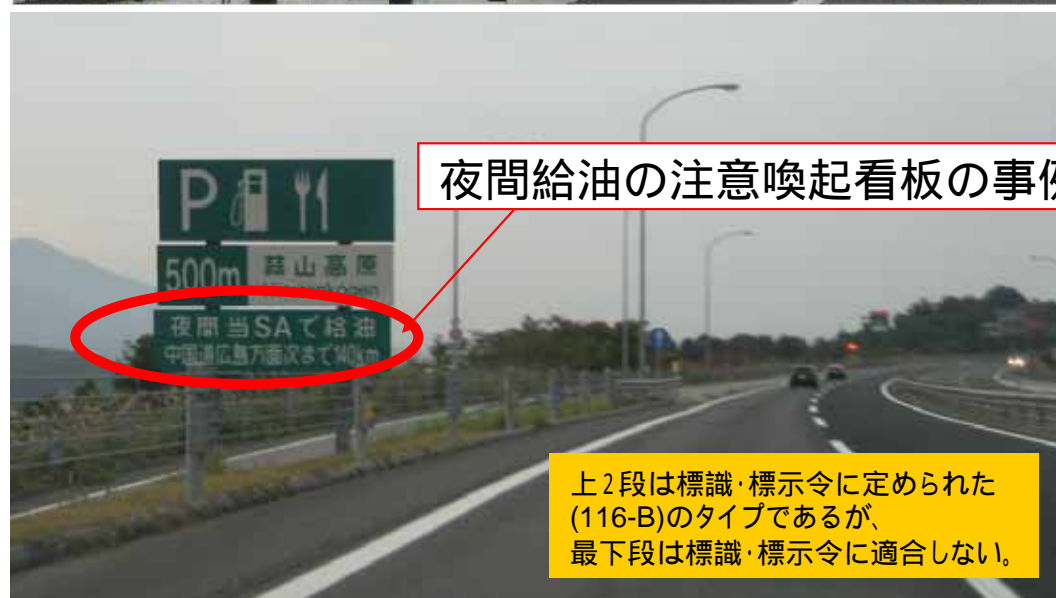 夜間給油の注意喚起看板の事例
P
500m 蒜山高原
夜間当SAで給油
中国道広島方面次まで140km
上2段は標識･標示令に定められた
(116-B)のタイプであるが、
最下段は標識･標示令に適合しない。